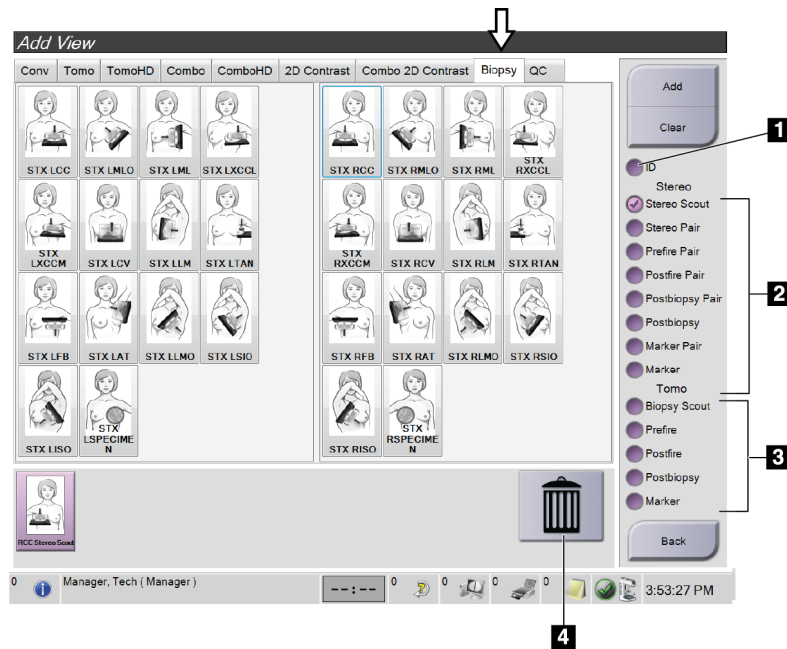 Add View
Conv Tomo TomoHD Combo ComboHD 2D Contrast Combo 2D Contrast Biopsy QC
STX LCC STX LMLO STX LML STX LXCCL
STX RCC STX RMLO STX RML STX
RXCCL
STX
LXCCM STX LCV STX LLM STX LTAN
STX
RXCCM STX RCV STX RLM STX RTAN
STX LFB STX LAT STX LLMO STX LSIO
STX RFB STX RAT STX RLMO STX RSIO
STX LISO STX
LSPECIME
N
STX RISO STX
RSPECIME
N
RCC Stereo Scout
Add
Clear
ID
Stereo
Stereo Scout
Stereo Pair
Prefire Pair
Postfire Pair
Postbiopsy Pair
Postbiopsy
Marker Pair
Marker
Tomo
Biopsy Scout
Prefire
Postfire
Postbiopsy
Marker
Back
1
2
3
0 Manager, Tech ( Manager ) --:-- 0 0 0 0 3:53:27 PM
4